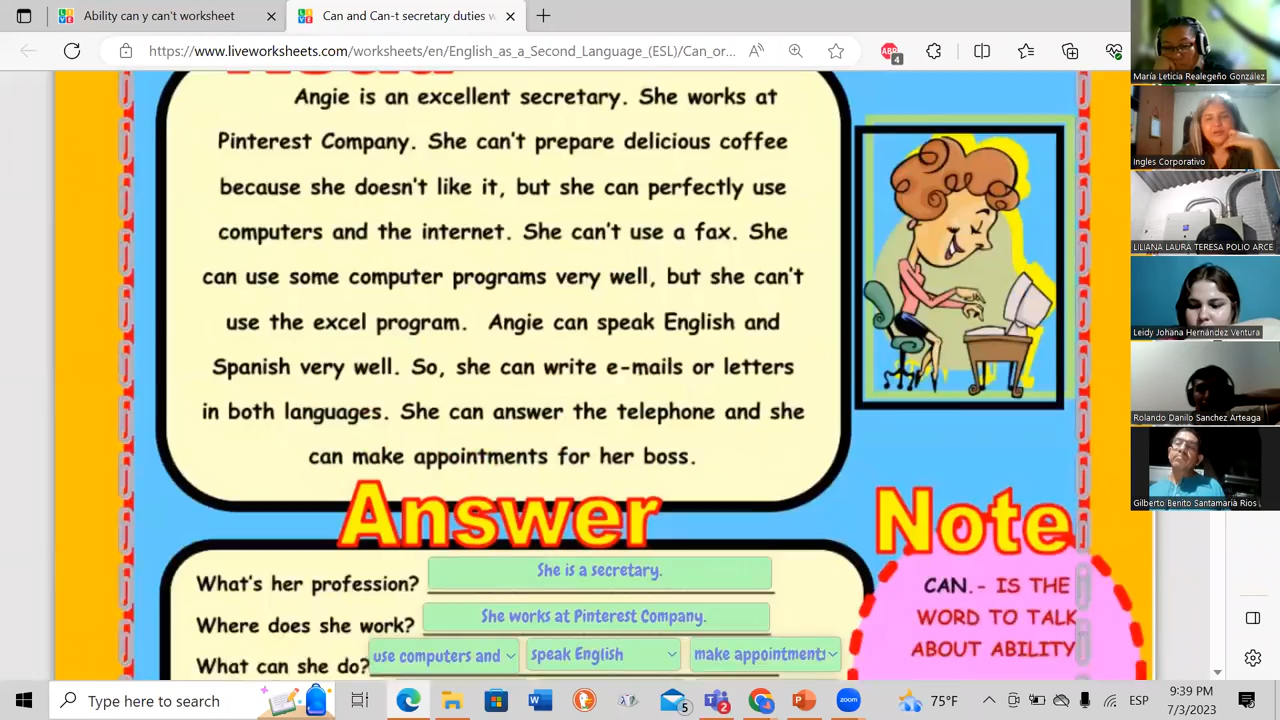 Ability can y can't worksheet
Can and Can-t secretary duties w
https://www.liveworksheets.com/worksheets/en/English_as_a_Second_Language_(ESL)/Can_or...
ABP
4
Angie is an excellent secretary. She works at
Pinterest Company. She can't prepare delicious coffee
because she doesn't like it, but she can perfectly use
computers and the internet. She can't use a fax. She
can use some computer programs very well, but she can't
use the excel program. Angie can speak English and
Spanish very well. So, she can write e-mails or letters
in both languages. She can answer the telephone and she
can make appointments for her boss.
Answer
What's her profession? She is a secretary.
Where does she work? She works at Pinterest Company.
What can she do? use computers and speak English make appointments
Note
CAN.- IS THE
WORD TO TALK
ABOUT ABILITY
María Leticia Realegeño González
Ingles Corporativo
LILIANA LAURA TERESA POLIO ARCE
Leidy Johana Hernández Ventura
Rolando Danilo Sanchez Arteaga
Gilberto Benito Santamaria Rios
Type here to search
5
2
zoom
75°F
ESP
9:39 PM
7/3/2023